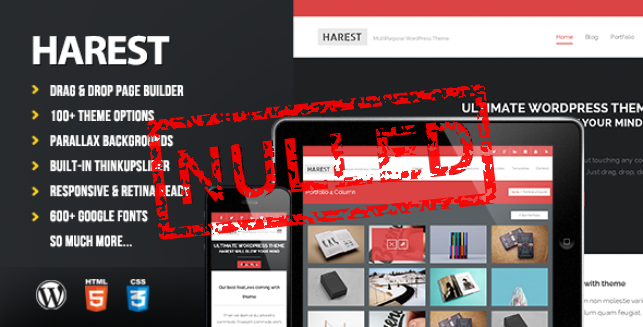 HAREST
DRAG & DROP PAGE BUILDER
100+ THEME OPTIONS
PARALLAX BACKGROUNDS
BUILT-IN THINKUPSLIDER
RESPONSIVE & RETINA READY
600+ GOOGLE FONTS
SO MUCH MORE...
HTML
5
CSS
3
NULLED
HAREST
MultiPurpose WordPress Theme
Home
Blog
Portfolio
ULTIMATE WORDPRESS THEM
YOUR MIND
HAREST
Portfolio 4 Column
ULTIMATE WORDPRESS THEME
HAREST WILL BLOW YOUR MIND
Our best features coming with
theme
with theme